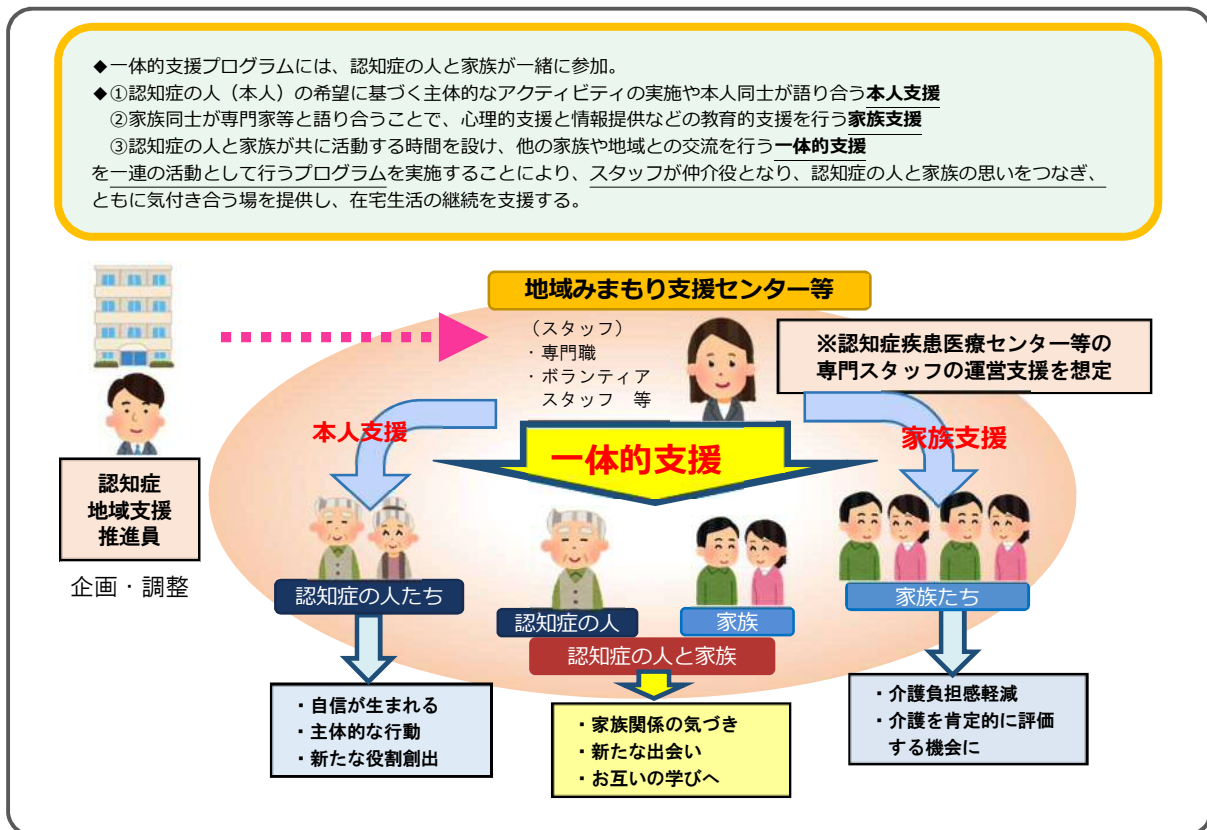 ◆一体的支援プログラムには、認知症の人と家族が一緒に参加。
◆①認知症の人（本人）の希望に基づく主体的なアクティビティの実施や本人同士が語り合う本人支援
②家族同士が専門家等と語り合うことで、心理的支援と情報提供などの教育的支援を行う家族支援
③認知症の人と家族が共に活動する時間を設け、他の家族や地域との交流を行う一体的支援
を一連の活動として行うプログラムを実施することにより、スタッフが仲介役となり、認知症の人と家族の思いをつなぎ、
ともに気付き合う場を提供し、在宅生活の継続を支援する。
地域みまもり支援センター等
（スタッフ）
・専門職
・ボランティア
スタッフ　等
※認知症疾患医療センター等の
専門スタッフの運営支援を想定
認知症
地域支援
推進員
企画・調整
本人支援
一体的支援
家族支援
認知症の人たち
認知症の人
家族
認知症の人と家族
家族たち
・自信が生まれる
・主体的な行動
・新たな役割創出
・家族関係の気づき
・新たな出会い
・お互いの学びへ
・介護負担感軽減
・介護を肯定的に評価
する機会に